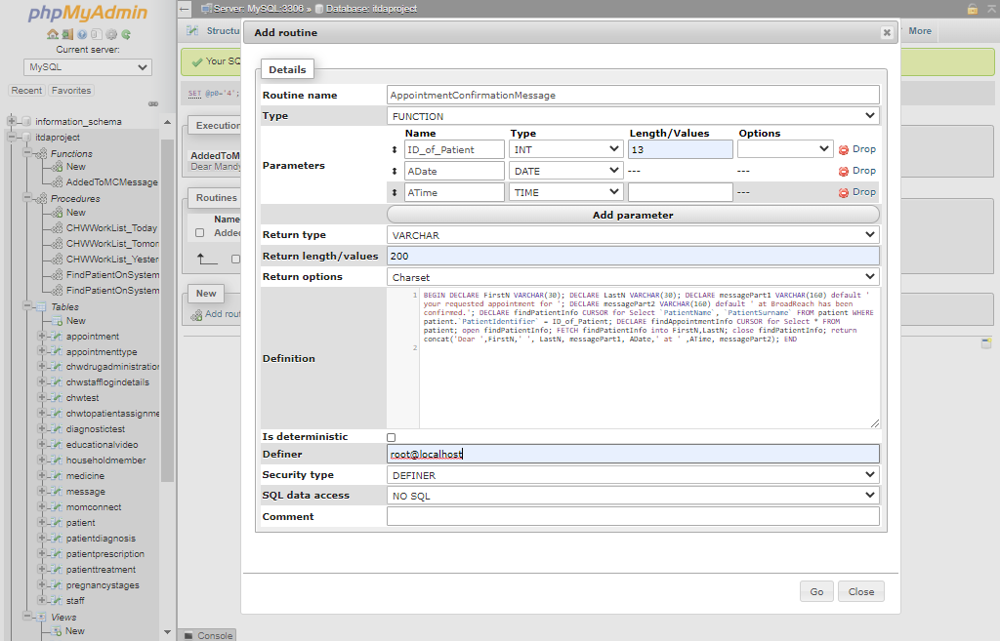 phpMyAdmin
Current server:
MySQL
Recent Favorites
information_schema
itdaproject
Functions
New
AddedToMCMessage
Procedures
New
CHWWorkList_Today
CHWWorkList_Tomor
CHWWorkList_Yester
FindPatientOnSystem
FindPatientOnSystem
Tables
New
appointment
appointmenttype
chwdrugadministration
chwstafflogindetails
chwtest
chwtopatientassignme
diagnostictest
educationalvideo
householdmember
medicine
message
momconnect
patient
patientdiagnosis
patientprescription
patienttreatment
pregnancystages
staff
Views
New
Server: MySQL:3306 » Database: itdaproject
Structu
More
Your SQ
SET @p0='4';
Execution
AddedToM
Dear Mandy
Routines
Name
Added
New
Add rout
Console
Add routine
Details
Routine name AppointmentConfirmationMessage
Type FUNCTION
Parameters
Name Type Length/Values Options
ID_of_Patient INT 13 Drop
ADate DATE --- --- Drop
ATime TIME --- Drop
Add parameter
Return type VARCHAR
Return length/values 200
Return options Charset
Definition
1 BEGIN DECLARE FirstN VARCHAR(30); DECLARE LastN VARCHAR(30); DECLARE messagePart1 VARCHAR(160) default '
your requested appointment for '; DECLARE messagePart2 VARCHAR(160) default ' at BroadReach has been
confirmed.'; DECLARE findPatientInfo CURSOR for Select `PatientName`, `PatientSurname` FROM patient WHERE
patient.`PatientIdentifier` = ID_of_Patient; DECLARE findAppointmentInfo CURSOR for Select * FROM
patient; open findPatientInfo; FETCH findPatientInfo into FirstN,LastN; close findPatientInfo; return
concat('Dear ',FirstN,' ', LastN, messagePart1, ADate,' at ' ,ATime, messagePart2); END
2
Is deterministic
Definer root@localhost
Security type DEFINER
SQL data access NO SQL
Comment
Go Close